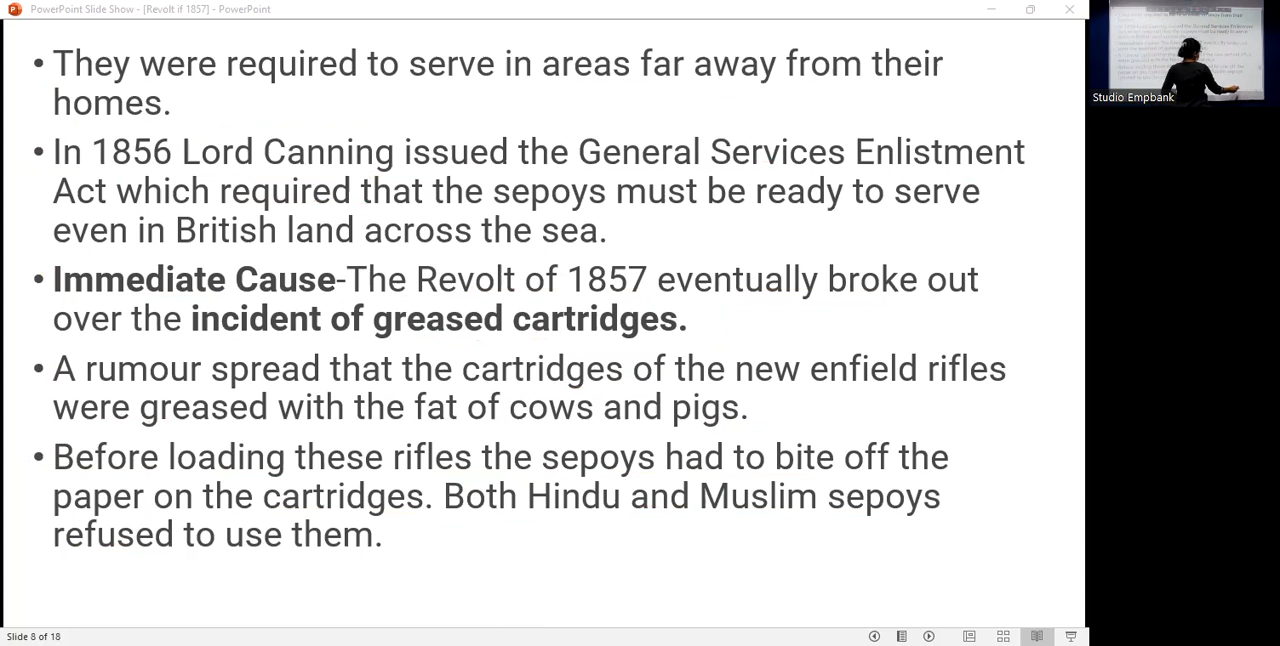 PowerPoint Slide Show - [Revolt if 1857] - PowerPoint
• They were required to serve in areas far away from their
homes.
• In 1856 Lord Canning issued the General Services Enlistment
Act which required that the sepoys must be ready to serve
even in British land across the sea.
• Immediate Cause-The Revolt of 1857 eventually broke out
over the incident of greased cartridges.
• A rumour spread that the cartridges of the new enfield rifles
were greased with the fat of cows and pigs.
• Before loading these rifles the sepoys had to bite off the
paper on the cartridges. Both Hindu and Muslim sepoys
refused to use them.
Slide 8 of 18
Studio Empbank